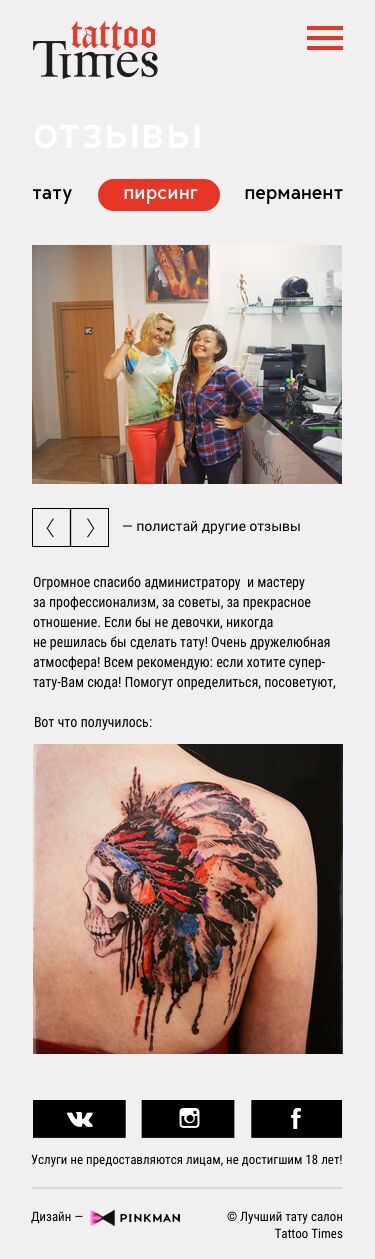 tattoo
Times
отзывы
тату пирсинг перманент
— полистай другие отзывы
Огромное спасибо администратору и мастеру
за профессионализм, за советы, за прекрасное
отношение. Если бы не девочки, никогда
не решилась бы сделать тату! Очень дружелюбная
атмосфера! Всем рекомендую: если хотите супер-
тату-Вам сюда! Помогут определиться, посоветуют,
Вот что получилось:
Услуги не предоставляются лицам, не достигшим 18 лет!
Дизайн — PINKMAN
© Лучший тату салон
Tattoo Times